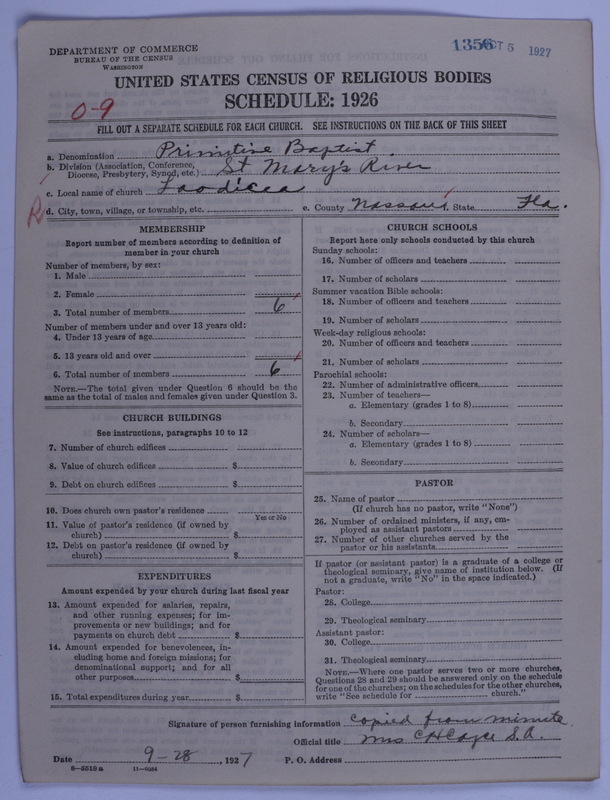 DEPARTMENT OF COMMERCE
BUREAU OF THE CENSUS
WASHINGTON
1356 OCT 5 1927
UNITED STATES CENSUS OF RELIGIOUS BODIES
SCHEDULE: 1926
0-9
FILL OUT A SEPARATE SCHEDULE FOR EACH CHURCH. SEE INSTRUCTIONS ON THE BACK OF THIS SHEET
a. Denomination Primitive Baptist
b. Division (Association, Conference, Diocese, Presbytery, Synod, etc.) St Mary's River
c. Local name of church Laodicea
R d. City, town, village, or township, etc. e. County Nassau, State Fla.
MEMBERSHIP
Report number of members according to definition of
member in your church
Number of members, by sex:
1. Male
2. Female
3. Total number of members 6
Number of members under and over 13 years old:
4. Under 13 years of age
5. 13 years old and over
6. Total number of members 6
NOTE.—The total given under Question 6 should be the
same as the total of males and females given under Question 3.
CHURCH BUILDINGS
See instructions, paragraphs 10 to 12
7. Number of church edifices
8. Value of church edifices $
9. Debt on church edifices $
10. Does church own pastor's residence
Yes or No
11. Value of pastor's residence (if owned by
church) $
12. Debt on pastor's residence (if owned by
church) $
EXPENDITURES
Amount expended by your church during last fiscal year
13. Amount expended for salaries, repairs,
and other running expenses; for im-
provements or new buildings; and for
payments on church debt $
14. Amount expended for benevolences, in-
cluding home and foreign missions; for
denominational support; and for all
other purposes $
15. Total expenditures during year $
CHURCH SCHOOLS
Report here only schools conducted by this church
Sunday schools:
16. Number of officers and teachers
17. Number of scholars
Summer vacation Bible schools:
18. Number of officers and teachers
19. Number of scholars
Week-day religious schools:
20. Number of officers and teachers
21. Number of scholars
Parochial schools:
22. Number of administrative officers
23. Number of teachers—
a. Elementary (grades 1 to 8)
b. Secondary
24. Number of scholars—
a. Elementary (grades 1 to 8)
b. Secondary
PASTOR
25. Name of pastor
(If church has no pastor, write "None")
26. Number of ordained ministers, if any, em-
ployed as assistant pastors
27. Number of other churches served by the
pastor or his assistants
If pastor (or assistant pastor) is a graduate of a college or
theological seminary, give name of institution below. (If
not a graduate, write "No" in the space indicated.)
Pastor:
28. College
29. Theological seminary
Assistant pastor:
30. College
31. Theological seminary
NOTE.—Where one pastor serves two or more churches,
Questions 28 and 29 should be answered only on the schedule
for one of the churches; on the schedules for the other churches,
write "See schedule for church."
Signature of person furnishing information Copied from minute
Official title Mrs C H Cayce S.A.
Date 9-28, 1927 P. O. Address
8-5518a 11-9084